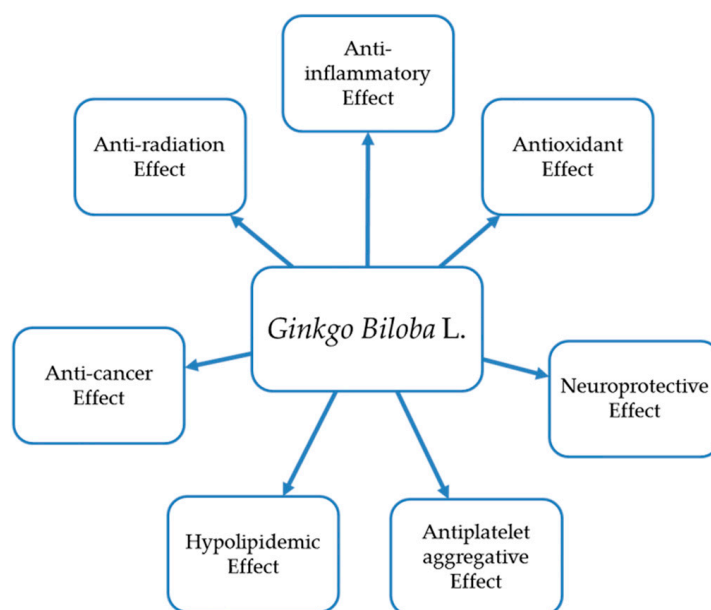 Anti-
inflammatory
Effect
Anti-radiation
Effect
Antioxidant
Effect
Ginkgo Biloba L.
Anti-cancer
Effect
Neuroprotective
Effect
Hypolipidemic
Effect
Antiplatelet
aggregative
Effect